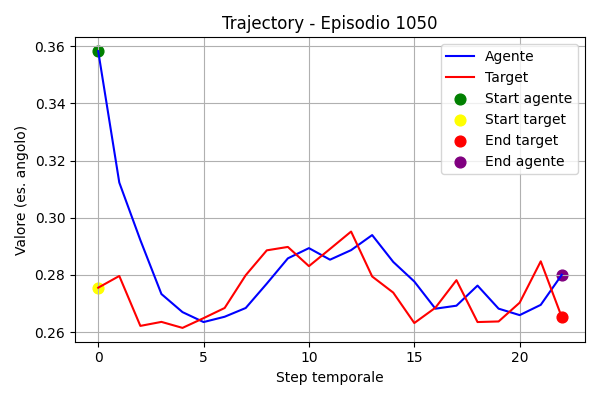 Trajectory - Episodio 1050
Valore (es. angolo)
0.36
0.34
0.32
0.30
0.28
0.26
0
5
10
15
20
Step temporale
Agente
Target
Start agente
Start target
End target
End agente